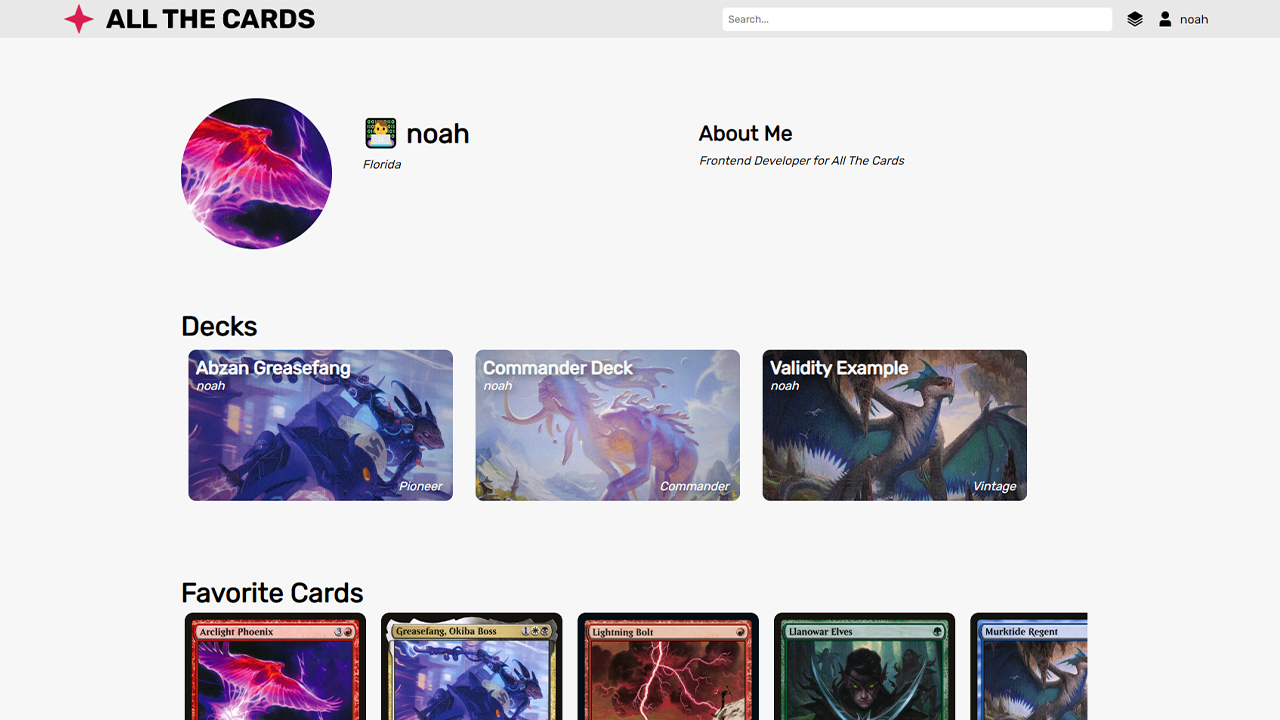 ALL THE CARDS
Search...
noah
noah
Florida
About Me
Frontend Developer for All The Cards
Decks
Abzan Greasefang
noah
Pioneer
Commander Deck
noah
Commander
Validity Example
noah
Vintage
Favorite Cards
Arclight Phoenix 3
Greasefang, Okiba Boss 1
Lightning Bolt
Llanowar Elves
Murktide Regent